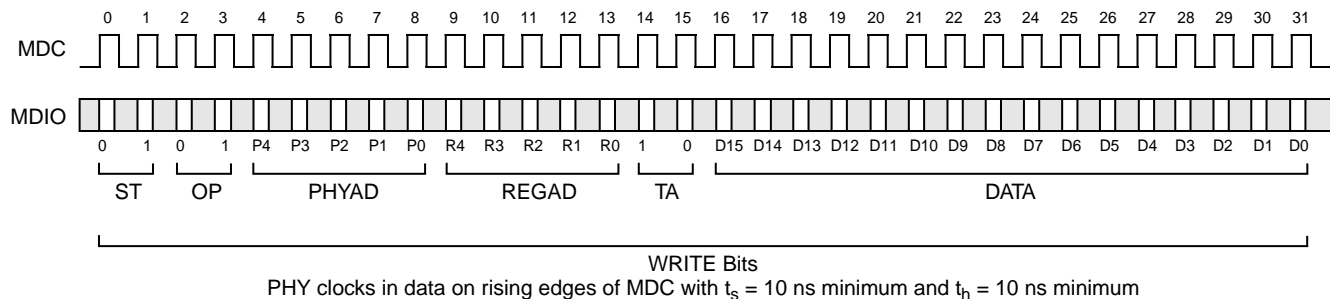 0 1 2 3 4 5 6 7 8 9 10 11 12 13 14 15 16 17 18 19 20 21 22 23 24 25 26 27 28 29 30 31
MDC
MDIO
0 1 0 1 P4 P3 P2 P1 P0 R4 R3 R2 R1 R0 1 0 D15 D14 D13 D12 D11 D10 D9 D8 D7 D6 D5 D4 D3 D2 D1 D0
ST OP PHYAD REGAD TA DATA
WRITE Bits
PHY clocks in data on rising edges of MDC with ts = 10 ns minimum and th = 10 ns minimum